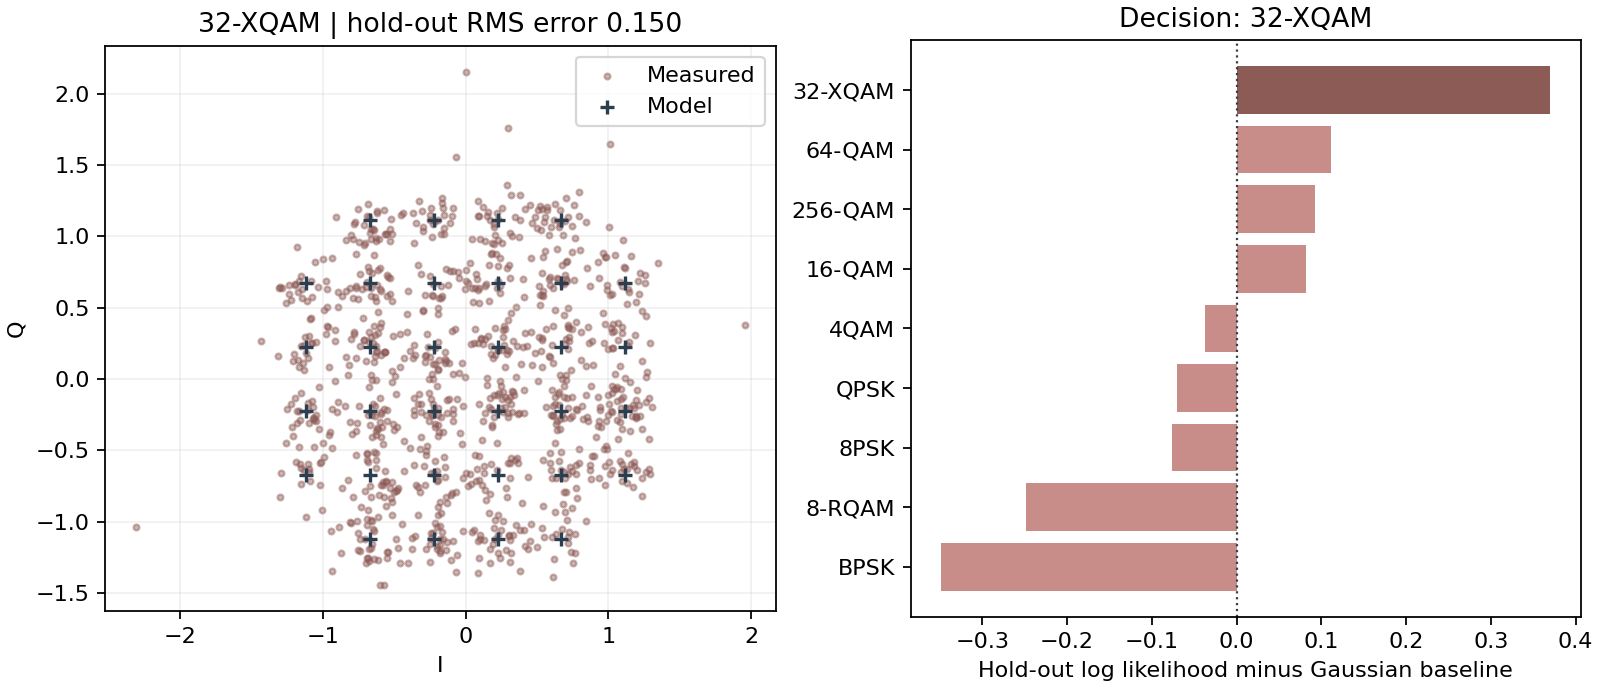 32-XQAM | hold-out RMS error 0.150
Measured
Model
2.0
1.5
1.0
0.5
0.0
−0.5
−1.0
−1.5
Q
−2
−1
0
1
2
I
Decision: 32-XQAM
32-XQAM
64-QAM
256-QAM
16-QAM
4QAM
QPSK
8PSK
8-RQAM
BPSK
−0.3
−0.2
−0.1
0.0
0.1
0.2
0.3
0.4
Hold-out log likelihood minus Gaussian baseline